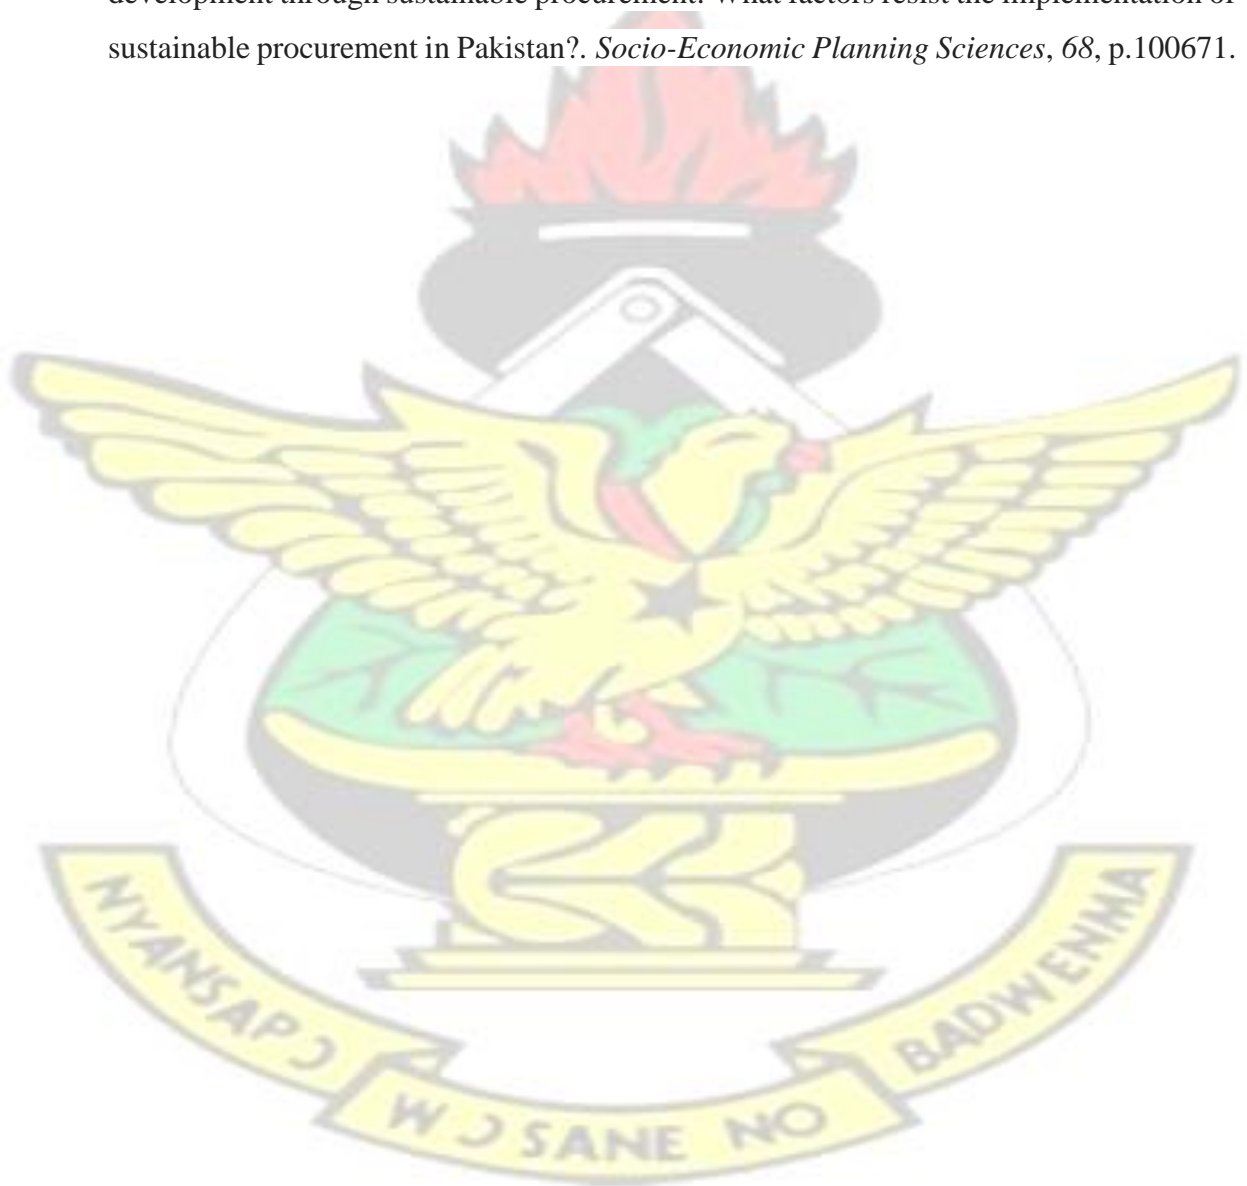 development through sustainable procurement: What factors resist the implementation of
sustainable procurement in Pakistan?. Socio-Economic Planning Sciences, 68, p.100671.
NYANSAPƆ
WƆSANE NO
BADWENMA